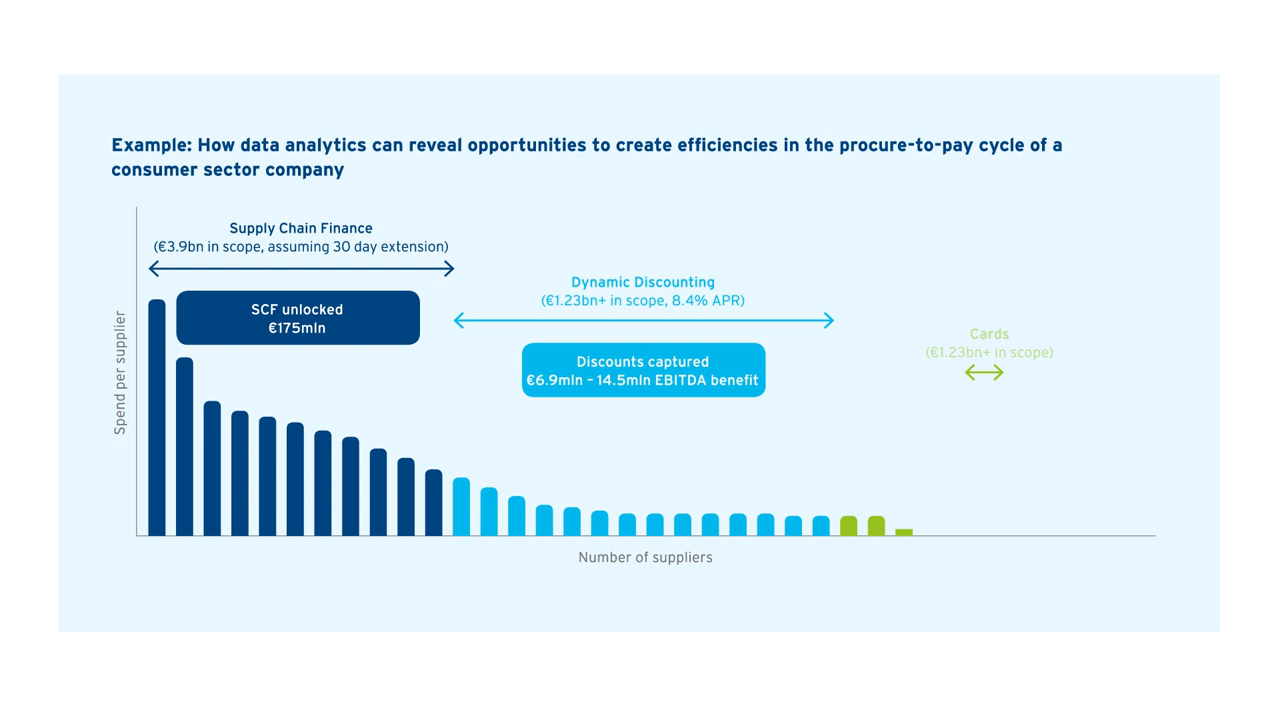 Example: How data analytics can reveal opportunities to create efficiencies in the procure-to-pay cycle of a
consumer sector company
Supply Chain Finance
(€3.9bn in scope, assuming 30 day extension)
SCF unlocked
€175mln
Dynamic Discounting
(€1.23bn+ in scope, 8.4% APR)
Discounts captured
€6.9mln – 14.5mln EBITDA benefit
Cards
(€1.23bn+ in scope)
Spend per supplier
Number of suppliers